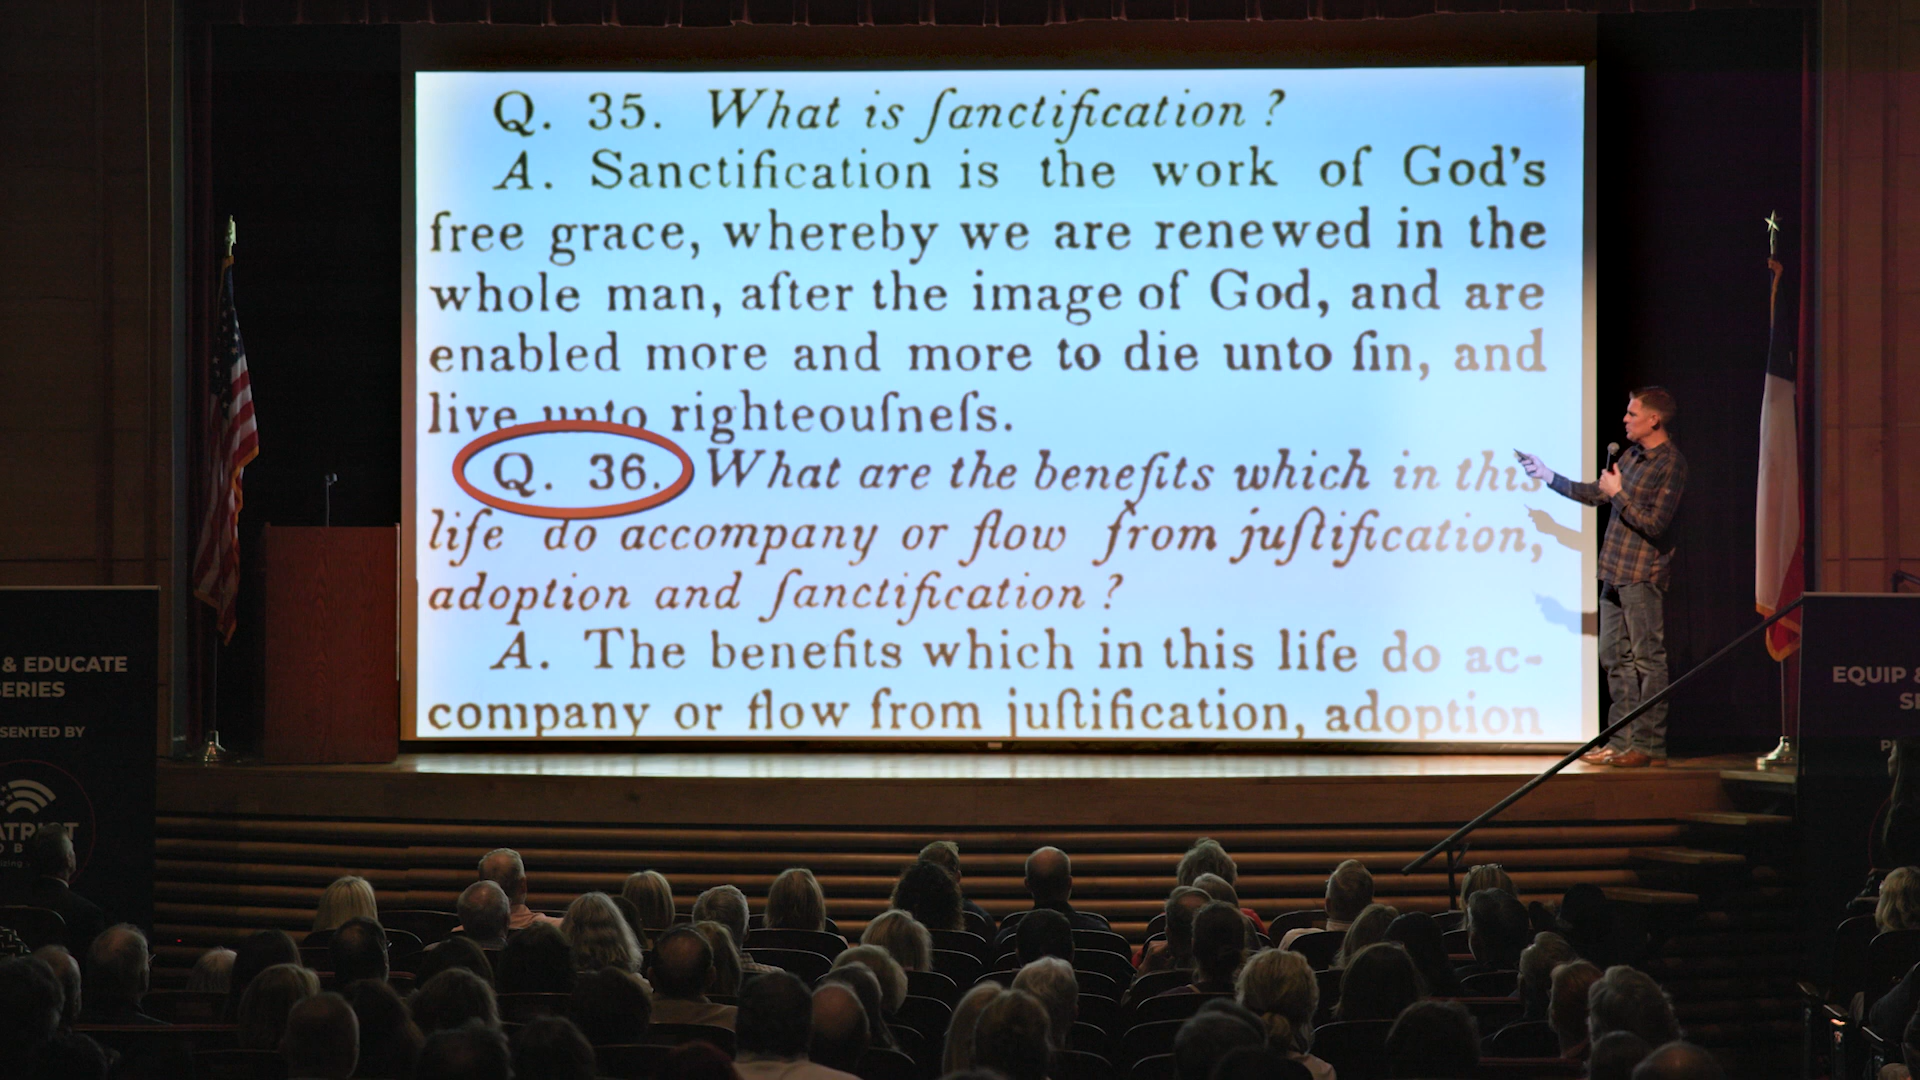 Q. 35. What is ſanctification ?
A. Sanctification is the work of God's
free grace, whereby we are renewed in the
whole man, after the image of God, and are
enabled more and more to die unto ſin, and
live unto righteouſneſs.
Q. 36. What are the benefits which in this
life do accompany or flow from juſtification,
adoption and ſanctification ?
A. The benefits which in this life do ac-
company or flow from juſtification, adoption
& EDUCATE
SERIES
SENTED BY
ATRIOT
EQUIP &